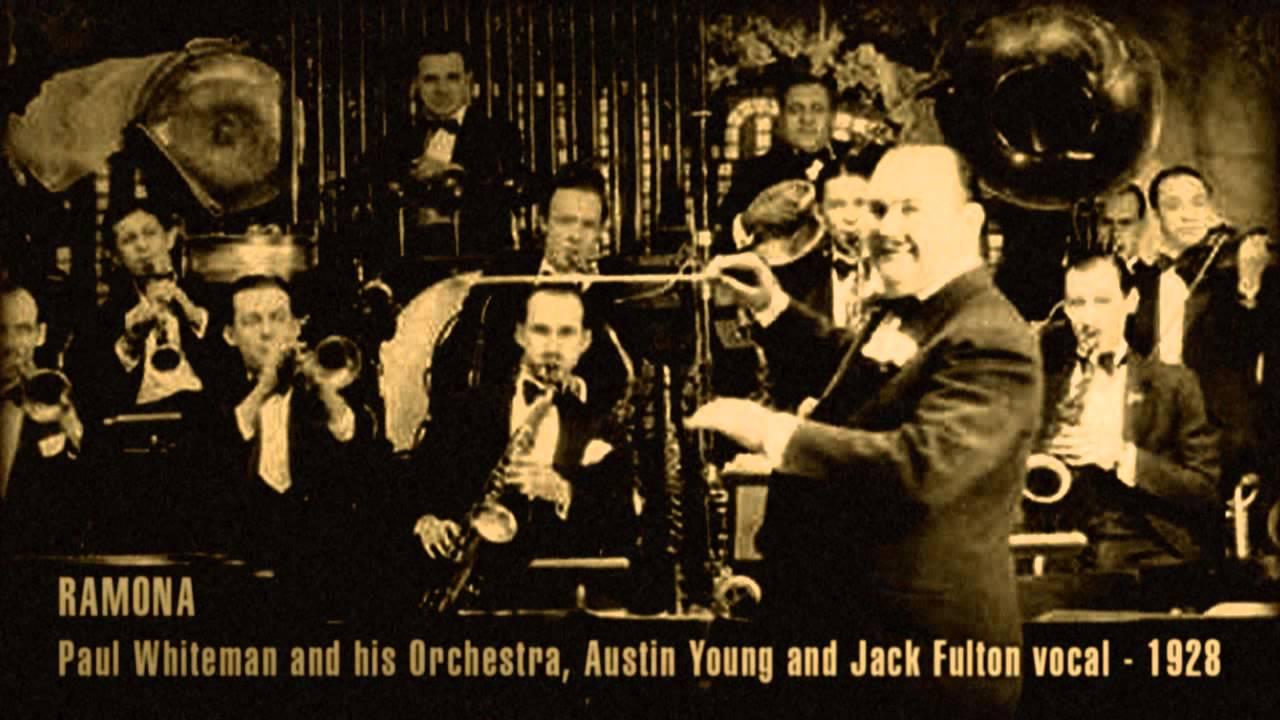 RAMONA
Paul Whiteman and his Orchestra, Austin Young and Jack Fulton vocal - 1928